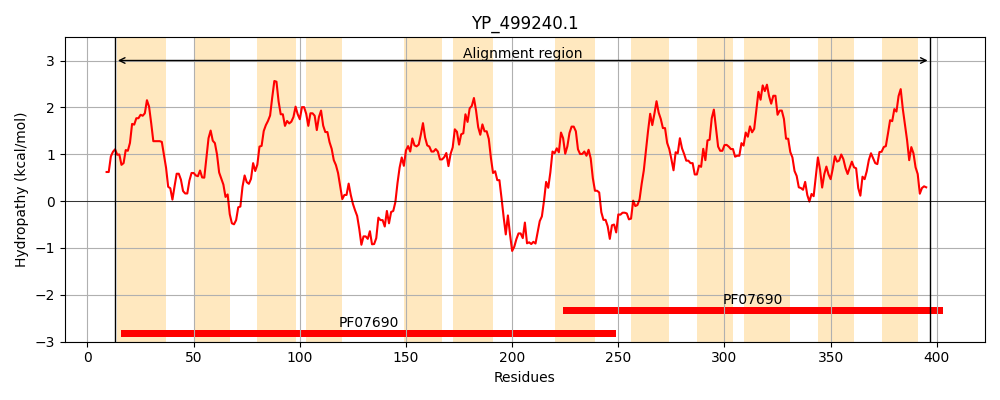 YP_499240.1
Hydropathy (kcal/mol)
3
2
1
0
−1
−2
−3
Alignment region
PF07690
PF07690
0 50 100 150 200 250 300 350 400
Residues